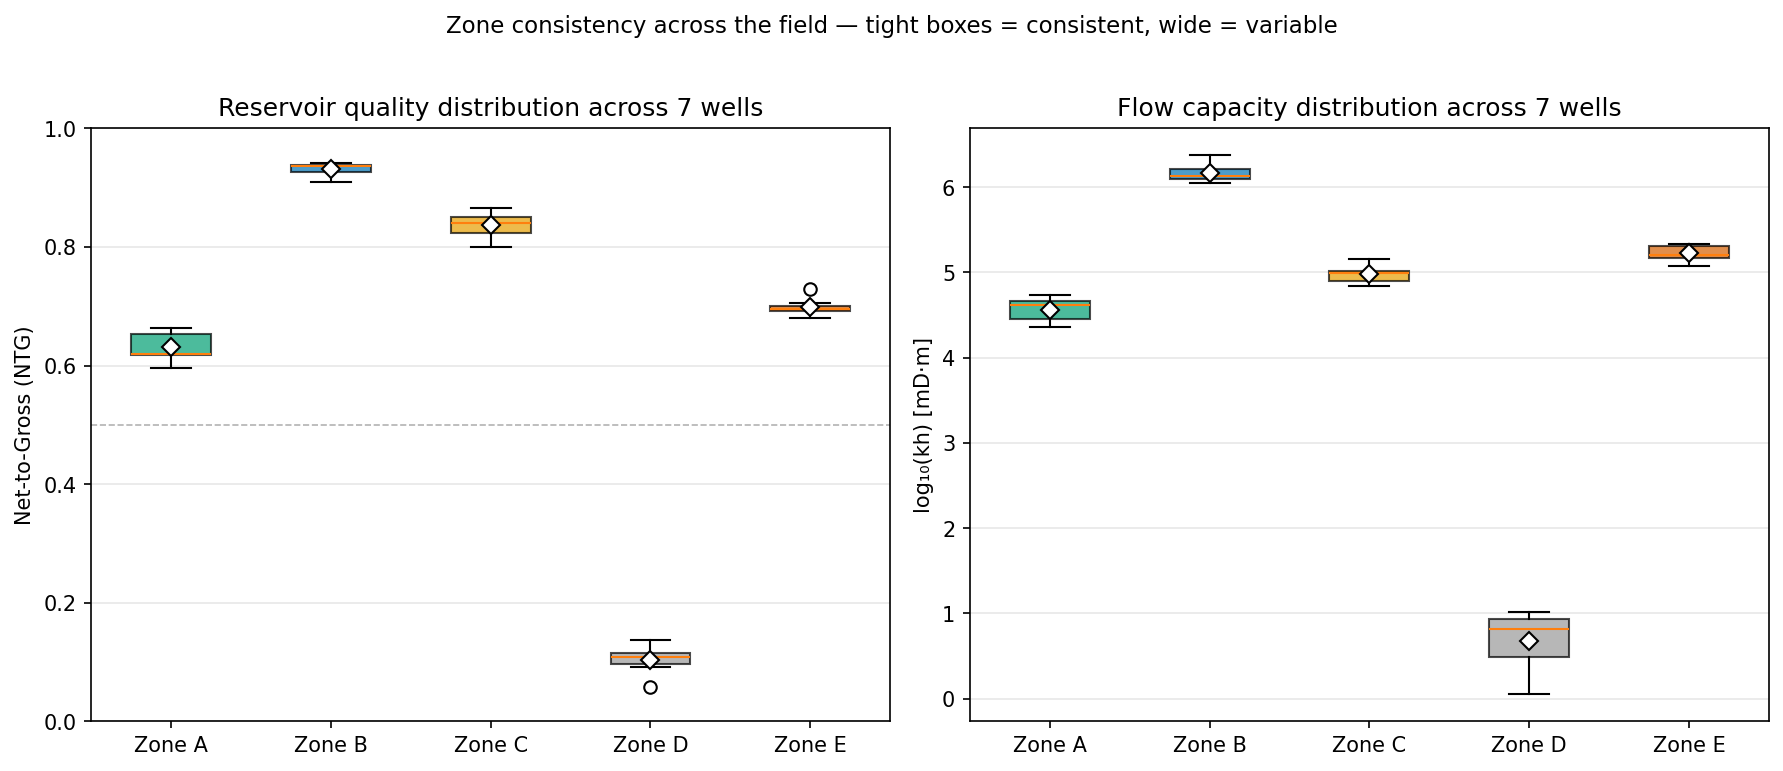 Zone consistency across the field — tight boxes = consistent, wide = variable
Reservoir quality distribution across 7 wells
Net-to-Gross (NTG)
1.0
0.8
0.6
0.4
0.2
0.0
Zone A
Zone B
Zone C
Zone D
Zone E
Flow capacity distribution across 7 wells
log₁₀(kh) [mD·m]
6
5
4
3
2
1
0
Zone A
Zone B
Zone C
Zone D
Zone E